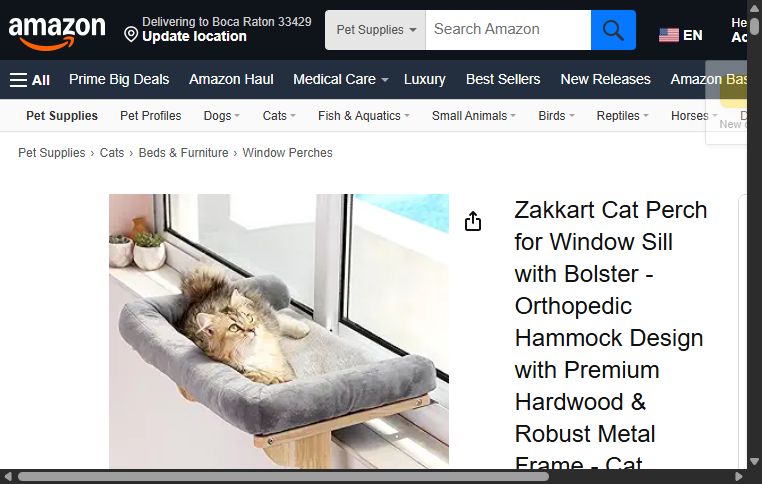 amazon
Delivering to Boca Raton 33429
Update location
Pet Supplies
Search Amazon
EN
All
Prime Big Deals
Amazon Haul
Medical Care
Luxury
Best Sellers
New Releases
Amazon
Pet Supplies
Pet Profiles
Dogs
Cats
Fish & Aquatics
Small Animals
Birds
Reptiles
Horses
New
Pet Supplies › Cats › Beds & Furniture › Window Perches
Zakkart Cat Perch
for Window Sill
with Bolster -
Orthopedic
Hammock Design
with Premium
Hardwood &
Robust Metal
Frame - Cat